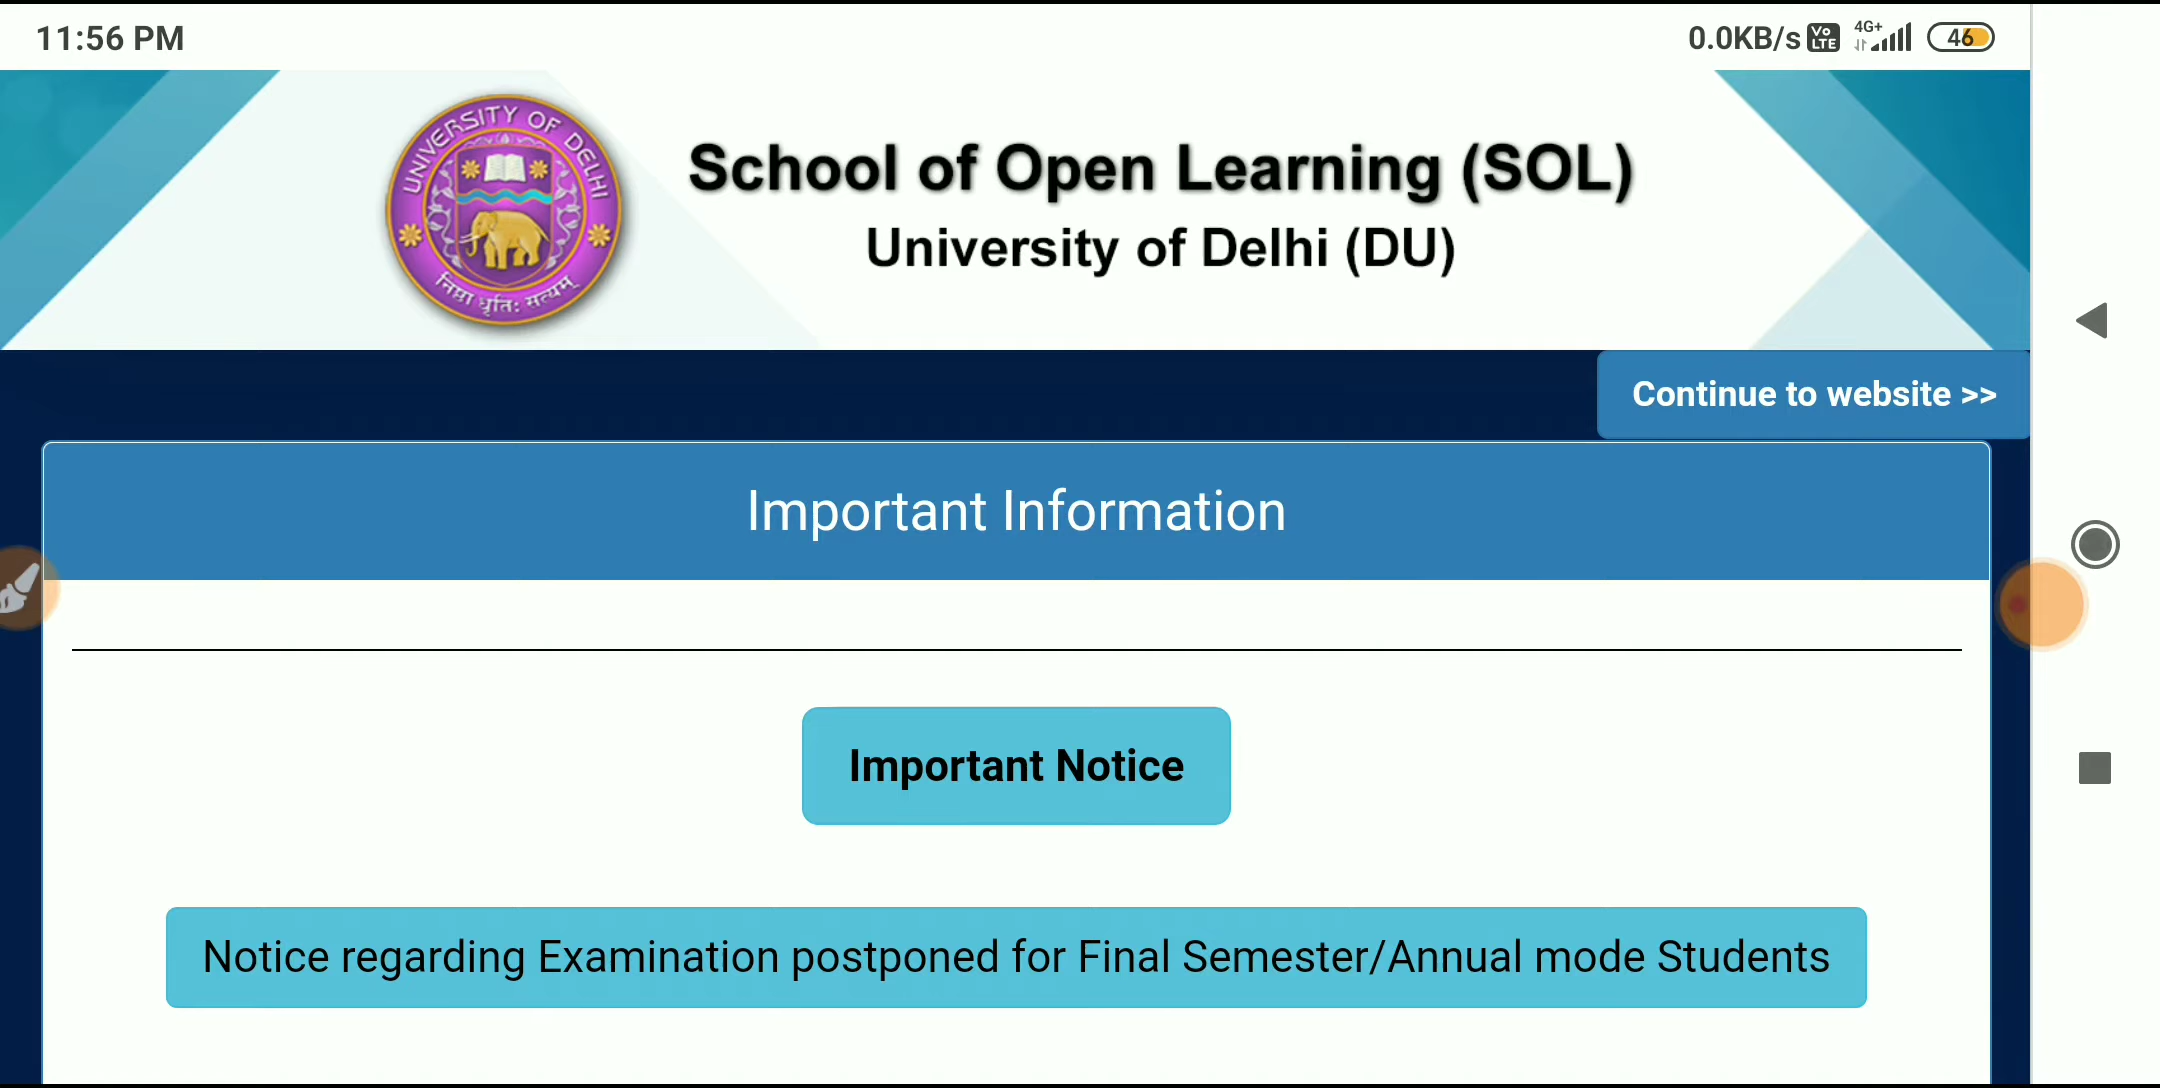 11:56 PM
0.0KB/s Vo LTE 4G+ 46
UNIVERSITY OF DELHI
निष्ठा धृतिः सत्यम्
School of Open Learning (SOL)
University of Delhi (DU)
Continue to website >>
Important Information
Important Notice
Notice regarding Examination postponed for Final Semester/Annual mode Students